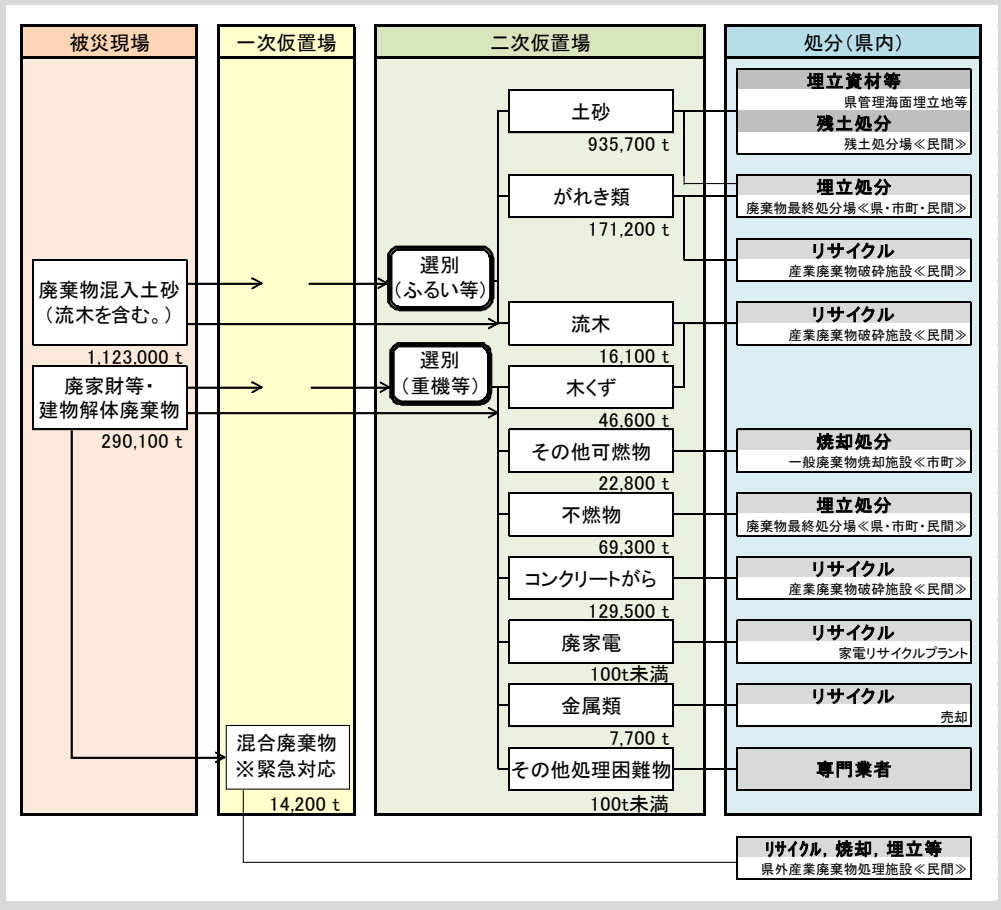 被災現場
一次仮置場
二次仮置場
処分（県内）
廃棄物混入土砂
（流木を含む。）
1,123,000 t
廃家財等・
建物解体廃棄物
290,100 t
混合廃棄物
※緊急対応
14,200 t
選別
（ふるい等）
選別
（重機等）
土砂
935,700 t
がれき類
171,200 t
流木
16,100 t
木くず
46,600 t
その他可燃物
22,800 t
不燃物
69,300 t
コンクリートがら
129,500 t
廃家電
100t未満
金属類
7,700 t
その他処理困難物
100t未満
埋立資材等
県管理海面埋立地等
残土処分
残土処分場≪民間≫
埋立処分
廃棄物最終処分場≪県・市町・民間≫
リサイクル
産業廃棄物破砕施設≪民間≫
リサイクル
産業廃棄物破砕施設≪民間≫
焼却処分
一般廃棄物焼却施設≪市町≫
埋立処分
廃棄物最終処分場≪県・市町・民間≫
リサイクル
産業廃棄物破砕施設≪民間≫
リサイクル
家電リサイクルプラント
リサイクル
売却
専門業者
ﾘｻｲｸﾙ，焼却，埋立等
県外産業廃棄物処理施設≪民間≫